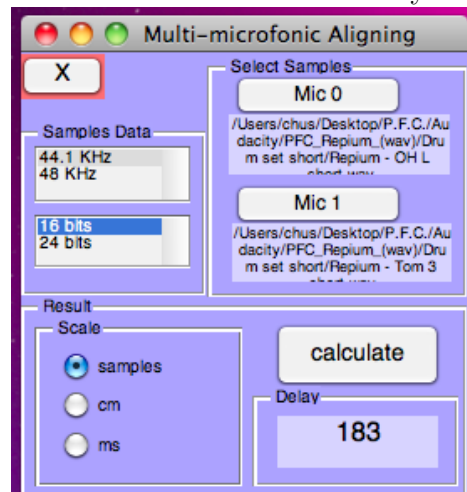 Multi-microfonic Aligning
X
Select Samples
Mic 0
/Users/chus/Desktop/P.F.C./Au
dacity/PFC_Repium_(wav)/Dru
m set short/Repium - OH L
Samples Data
44.1 KHz
48 KHz
Mic 1
/Users/chus/Desktop/P.F.C./Au
dacity/PFC_Repium_(wav)/Dru
m set short/Repium - Tom 3
16 bits
24 bits
Result
Scale
samples
cm
ms
calculate
Delay
183